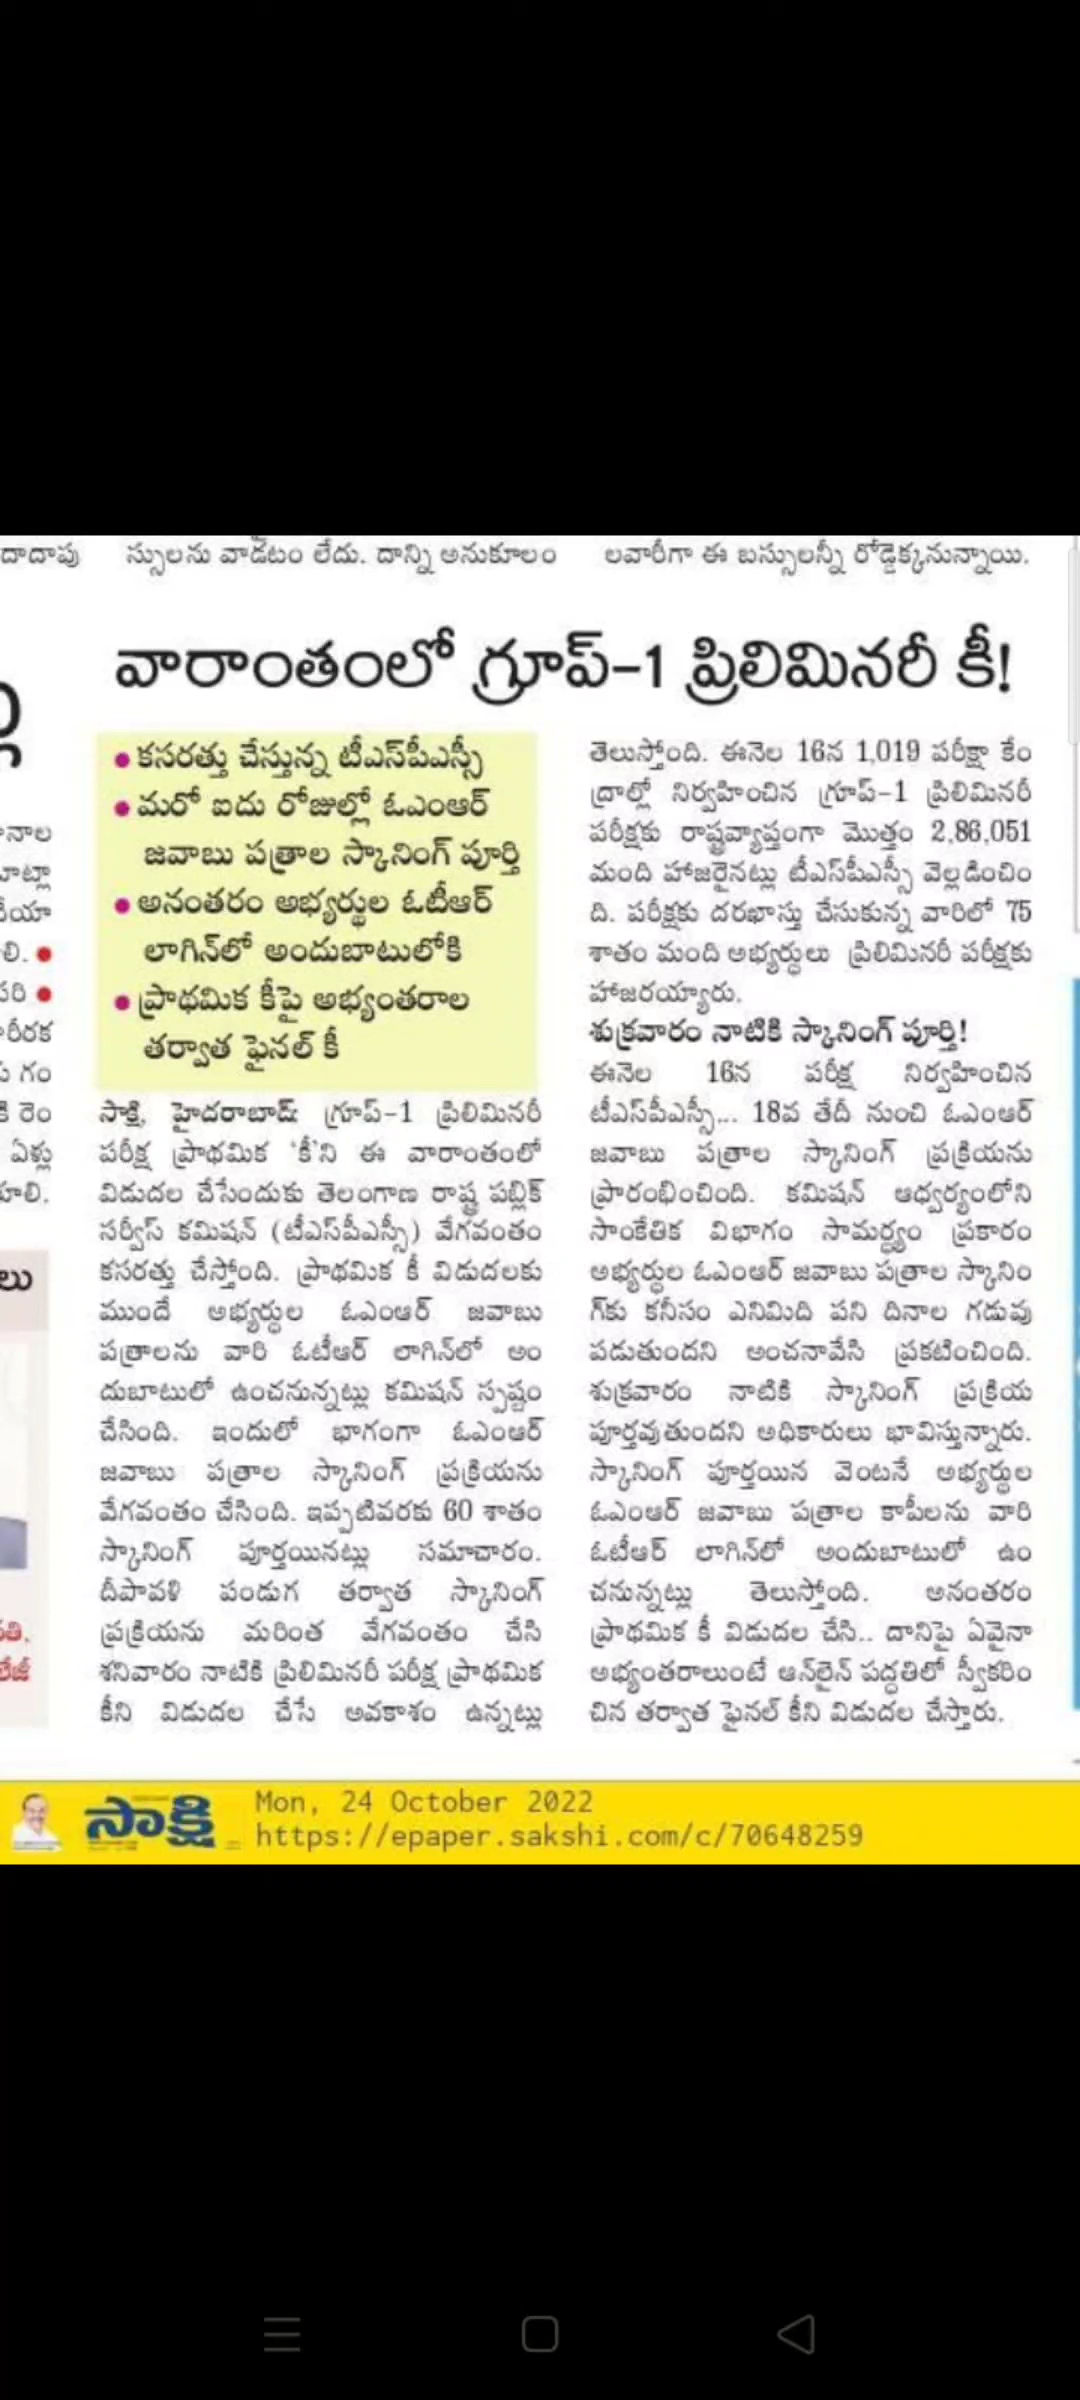 దాదాపు
స్సులను వాడటం లేదు. దాన్ని అనుకూలం
లవారీగా ఈ బస్సులన్నీ రోడ్డెక్కనున్నాయి.
వారాంతంలో గ్రూప్-1 ప్రిలిమినరీ కీ!
• కసరత్తు చేస్తున్న టీఎస్‌పీఎస్సీ
• మరో ఐదు రోజుల్లో ఓఎంఆర్
జవాబు పత్రాల స్కానింగ్ పూర్తి
• అనంతరం అభ్యర్థుల ఓటీఆర్
లాగిన్‌లో అందుబాటులోకి
• ప్రాథమిక కీపై అభ్యంతరాల
తర్వాత ఫైనల్ కీ
సాక్షి, హైదరాబాద్: గ్రూప్-1 ప్రిలిమినరీ
పరీక్ష ప్రాథమిక ‘కీ’ని ఈ వారాంతంలో
విడుదల చేసేందుకు తెలంగాణ రాష్ట్ర పబ్లిక్
సర్వీస్ కమిషన్ (టీఎస్‌పీఎస్సీ) వేగవంతం
కసరత్తు చేస్తోంది. ప్రాథమిక కీ విడుదలకు
ముందే అభ్యర్థుల ఓఎంఆర్ జవాబు
పత్రాలను వారి ఓటీఆర్ లాగిన్‌లో అం
దుబాటులో ఉంచనున్నట్లు కమిషన్ స్పష్టం
చేసింది. ఇందులో భాగంగా ఓఎంఆర్
జవాబు పత్రాల స్కానింగ్ ప్రక్రియను
వేగవంతం చేసింది. ఇప్పటివరకు 60 శాతం
స్కానింగ్ పూర్తయినట్లు సమాచారం.
దీపావళి పండుగ తర్వాత స్కానింగ్
ప్రక్రియను మరింత వేగవంతం చేసి
శనివారం నాటికి ప్రిలిమినరీ పరీక్ష ప్రాథమిక
కీని విడుదల చేసే అవకాశం ఉన్నట్లు
తెలుస్తోంది. ఈనెల 16న 1,019 పరీక్షా కేం
ద్రాల్లో నిర్వహించిన గ్రూప్-1 ప్రిలిమినరీ
పరీక్షకు రాష్ట్రవ్యాప్తంగా మొత్తం 2,86,051
మంది హాజరైనట్లు టీఎస్‌పీఎస్సీ వెల్లడించిం
ది. పరీక్షకు దరఖాస్తు చేసుకున్న వారిలో 75
శాతం మంది అభ్యర్థులు ప్రిలిమినరీ పరీక్షకు
హాజరయ్యారు.
శుక్రవారం నాటికి స్కానింగ్ పూర్తి!
ఈనెల 16న పరీక్ష నిర్వహించిన
టీఎస్‌పీఎస్సీ... 18వ తేదీ నుంచి ఓఎంఆర్
జవాబు పత్రాల స్కానింగ్ ప్రక్రియను
ప్రారంభించింది. కమిషన్ ఆధ్వర్యంలోని
సాంకేతిక విభాగం సామర్థ్యం ప్రకారం
అభ్యర్థుల ఓఎంఆర్ జవాబు పత్రాల స్కానిం
గ్‌కు కనీసం ఎనిమిది పని దినాల గడువు
పడుతుందని అంచనావేసి ప్రకటించింది.
శుక్రవారం నాటికి స్కానింగ్ ప్రక్రియ
పూర్తవుతుందని అధికారులు భావిస్తున్నారు.
స్కానింగ్ పూర్తయిన వెంటనే అభ్యర్థుల
ఓఎంఆర్ జవాబు పత్రాల కాపీలను వారి
ఓటీఆర్ లాగిన్‌లో అందుబాటులో ఉం
చనున్నట్లు తెలుస్తోంది. అనంతరం
ప్రాథమిక కీ విడుదల చేసి.. దానిపై ఏవైనా
అభ్యంతరాలుంటే ఆన్‌లైన్ పద్ధతిలో స్వీకరిం
చిన తర్వాత ఫైనల్ కీని విడుదల చేస్తారు.
సాక్షి
Mon, 24 October 2022
https://epaper.sakshi.com/c/70648259